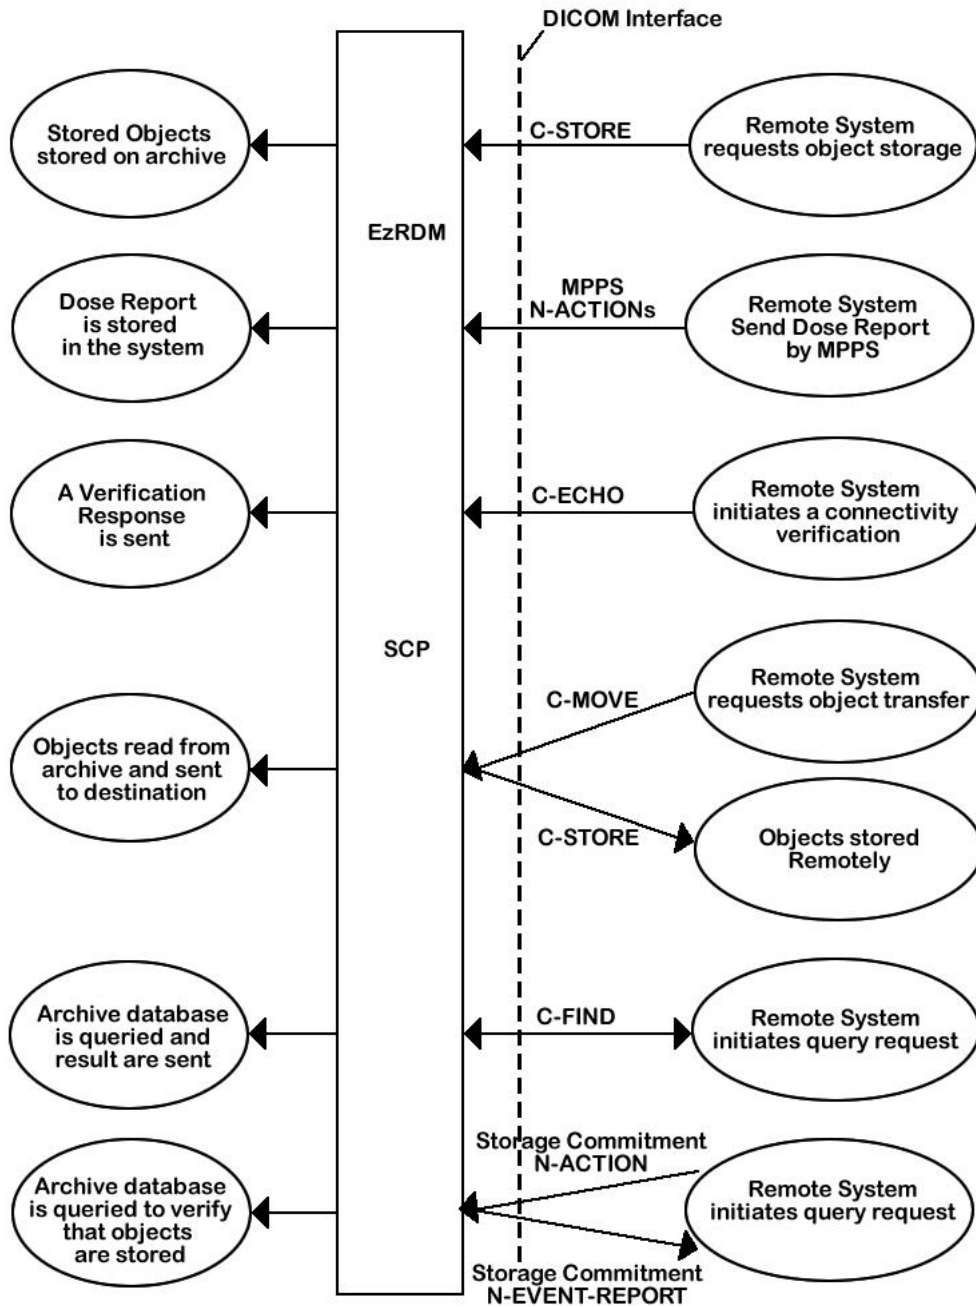 DICOM Interface
Stored Objects
stored on archive
C-STORE
Remote System
requests object storage
EzRDM
Dose Report
is stored
in the system
MPPS
N-ACTIONs
Remote System
Send Dose Report
by MPPS
A Verification
Response
is sent
C-ECHO
Remote System
initiates a connectivity
verification
SCP
Objects read from
archive and sent
to destination
C-MOVE
Remote System
requests object transfer
C-STORE
Objects stored
Remotely
Archive database
is queried and
result are sent
C-FIND
Remote System
initiates query request
Archive database
is queried to verify
that objects
are stored
Storage Commitment
N-ACTION
Remote System
initiates query request
Storage Commitment
N-EVENT-REPORT